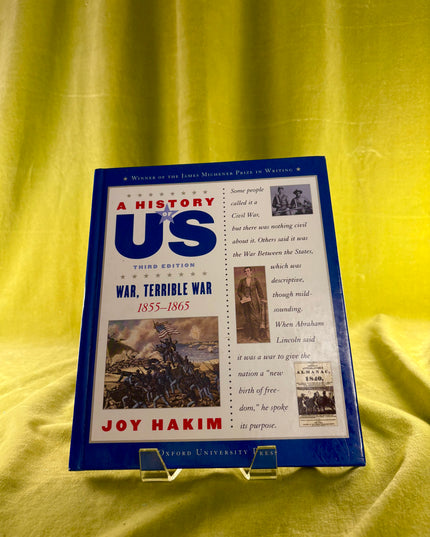 ★ WINNER OF THE JAMES MICHENER PRIZE IN WRITING ★
A HISTORY
OF
US
THIRD EDITION
WAR, TERRIBLE WAR
1855–1865
JOY HAKIM
Some people
called it a
Civil War,
but there was nothing civil
about it. Others said it was
the War Between the States,
which was
descriptive,
though mild-
sounding.
When Abraham
Lincoln said
it was a war to give the
nation a "new
birth of free-
dom," he spoke
its purpose.
ALMANAC,
1840.
OXFORD UNIVERSITY PRESS